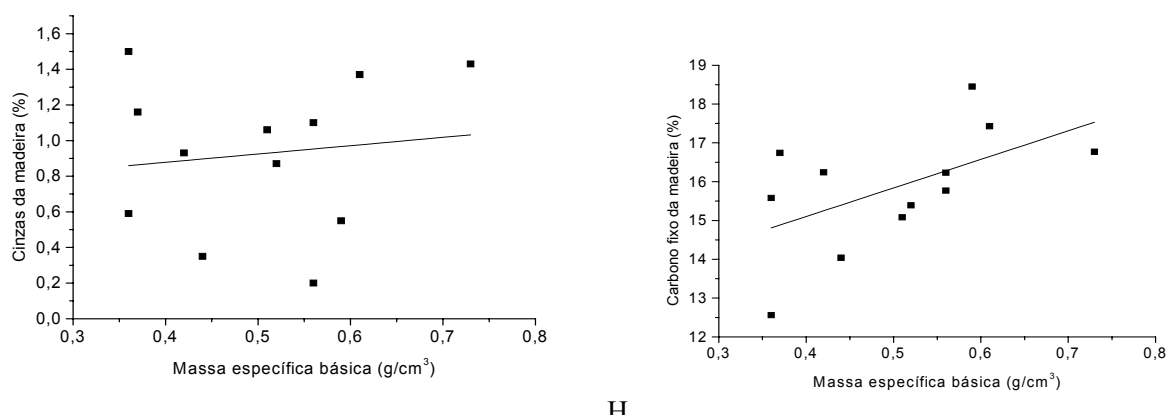 1,6
1,4
1,2
1,0
0,8
0,6
0,4
0,2
0,0
Cinzas da madeira (%)
0,3 0,4 0,5 0,6 0,7 0,8
Massa específica básica (g/cm³)
19
18
17
16
15
14
13
12
Carbono fixo da madeira (%)
0,3 0,4 0,5 0,6 0,7 0,8
Massa específica básica (g/cm³)
H